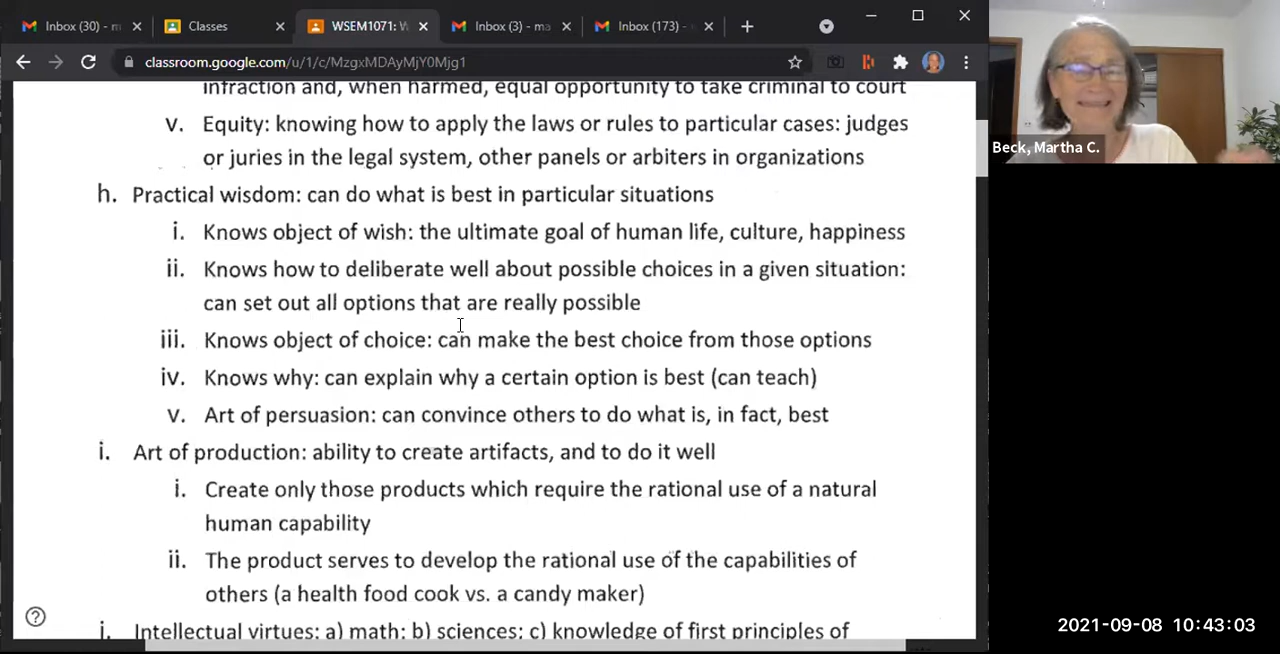 Inbox (30) - m
Classes
WSEM1071: W
Inbox (3) - ma
Inbox (173) -
classroom.google.com/u/1/c/MzgxMDAyMjY0Mjg1
infraction and, when harmed, equal opportunity to take criminal to court
v. Equity: knowing how to apply the laws or rules to particular cases: judges
or juries in the legal system, other panels or arbiters in organizations
h. Practical wisdom: can do what is best in particular situations
i. Knows object of wish: the ultimate goal of human life, culture, happiness
ii. Knows how to deliberate well about possible choices in a given situation:
can set out all options that are really possible
iii. Knows object of choice: can make the best choice from those options
iv. Knows why: can explain why a certain option is best (can teach)
v. Art of persuasion: can convince others to do what is, in fact, best
i. Art of production: ability to create artifacts, and to do it well
i. Create only those products which require the rational use of a natural
human capability
ii. The product serves to develop the rational use of the capabilities of
others (a health food cook vs. a candy maker)
j. Intellectual virtues: a) math; b) sciences; c) knowledge of first principles of
Beck, Martha C.
2021-09-08 10:43:03